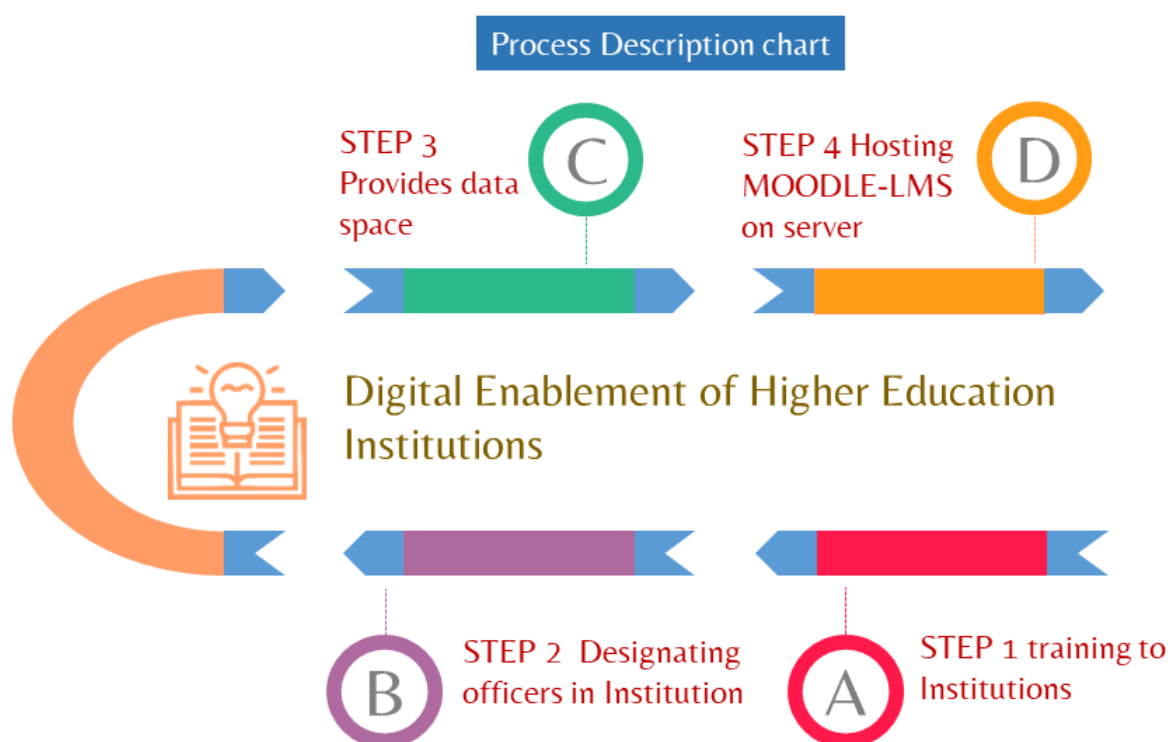 Process Description chart
STEP 3
Provides data
space
C
STEP 4 Hosting
MOODLE-LMS
on server
D
Digital Enablement of Higher Education
Institutions
B
STEP 2  Designating
officers in Institution
A
STEP 1 training to
Institutions